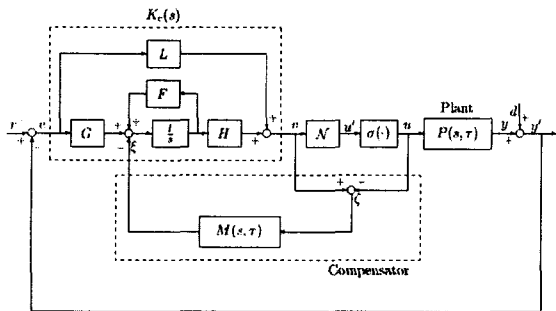 K_c(s)
L
F
Plant
r
e
G
1/s
H
n
𝒩
u'
σ(·)
u
P(s, τ)
y
d
y'
ξ
ζ
M(s, τ)
Compensator